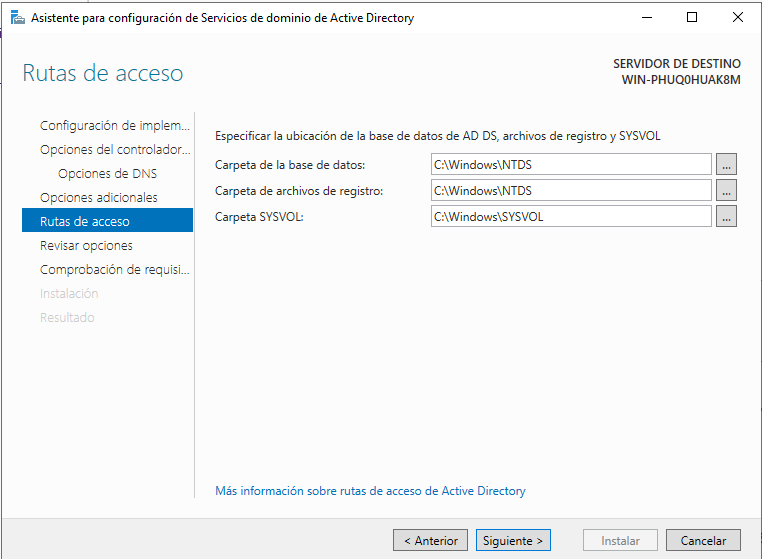 Asistente para configuración de Servicios de dominio de Active Directory
Rutas de acceso
SERVIDOR DE DESTINO
WIN-PHUQ0HUAK8M
Configuración de implem...
Opciones del controlador...
Opciones de DNS
Opciones adicionales
Rutas de acceso
Revisar opciones
Comprobación de requisi...
Instalación
Resultado
Especificar la ubicación de la base de datos de AD DS, archivos de registro y SYSVOL
Carpeta de la base de datos: C:\Windows\NTDS ...
Carpeta de archivos de registro: C:\Windows\NTDS ...
Carpeta SYSVOL: C:\Windows\SYSVOL ...
Más información sobre rutas de acceso de Active Directory
< Anterior Siguiente > Instalar Cancelar